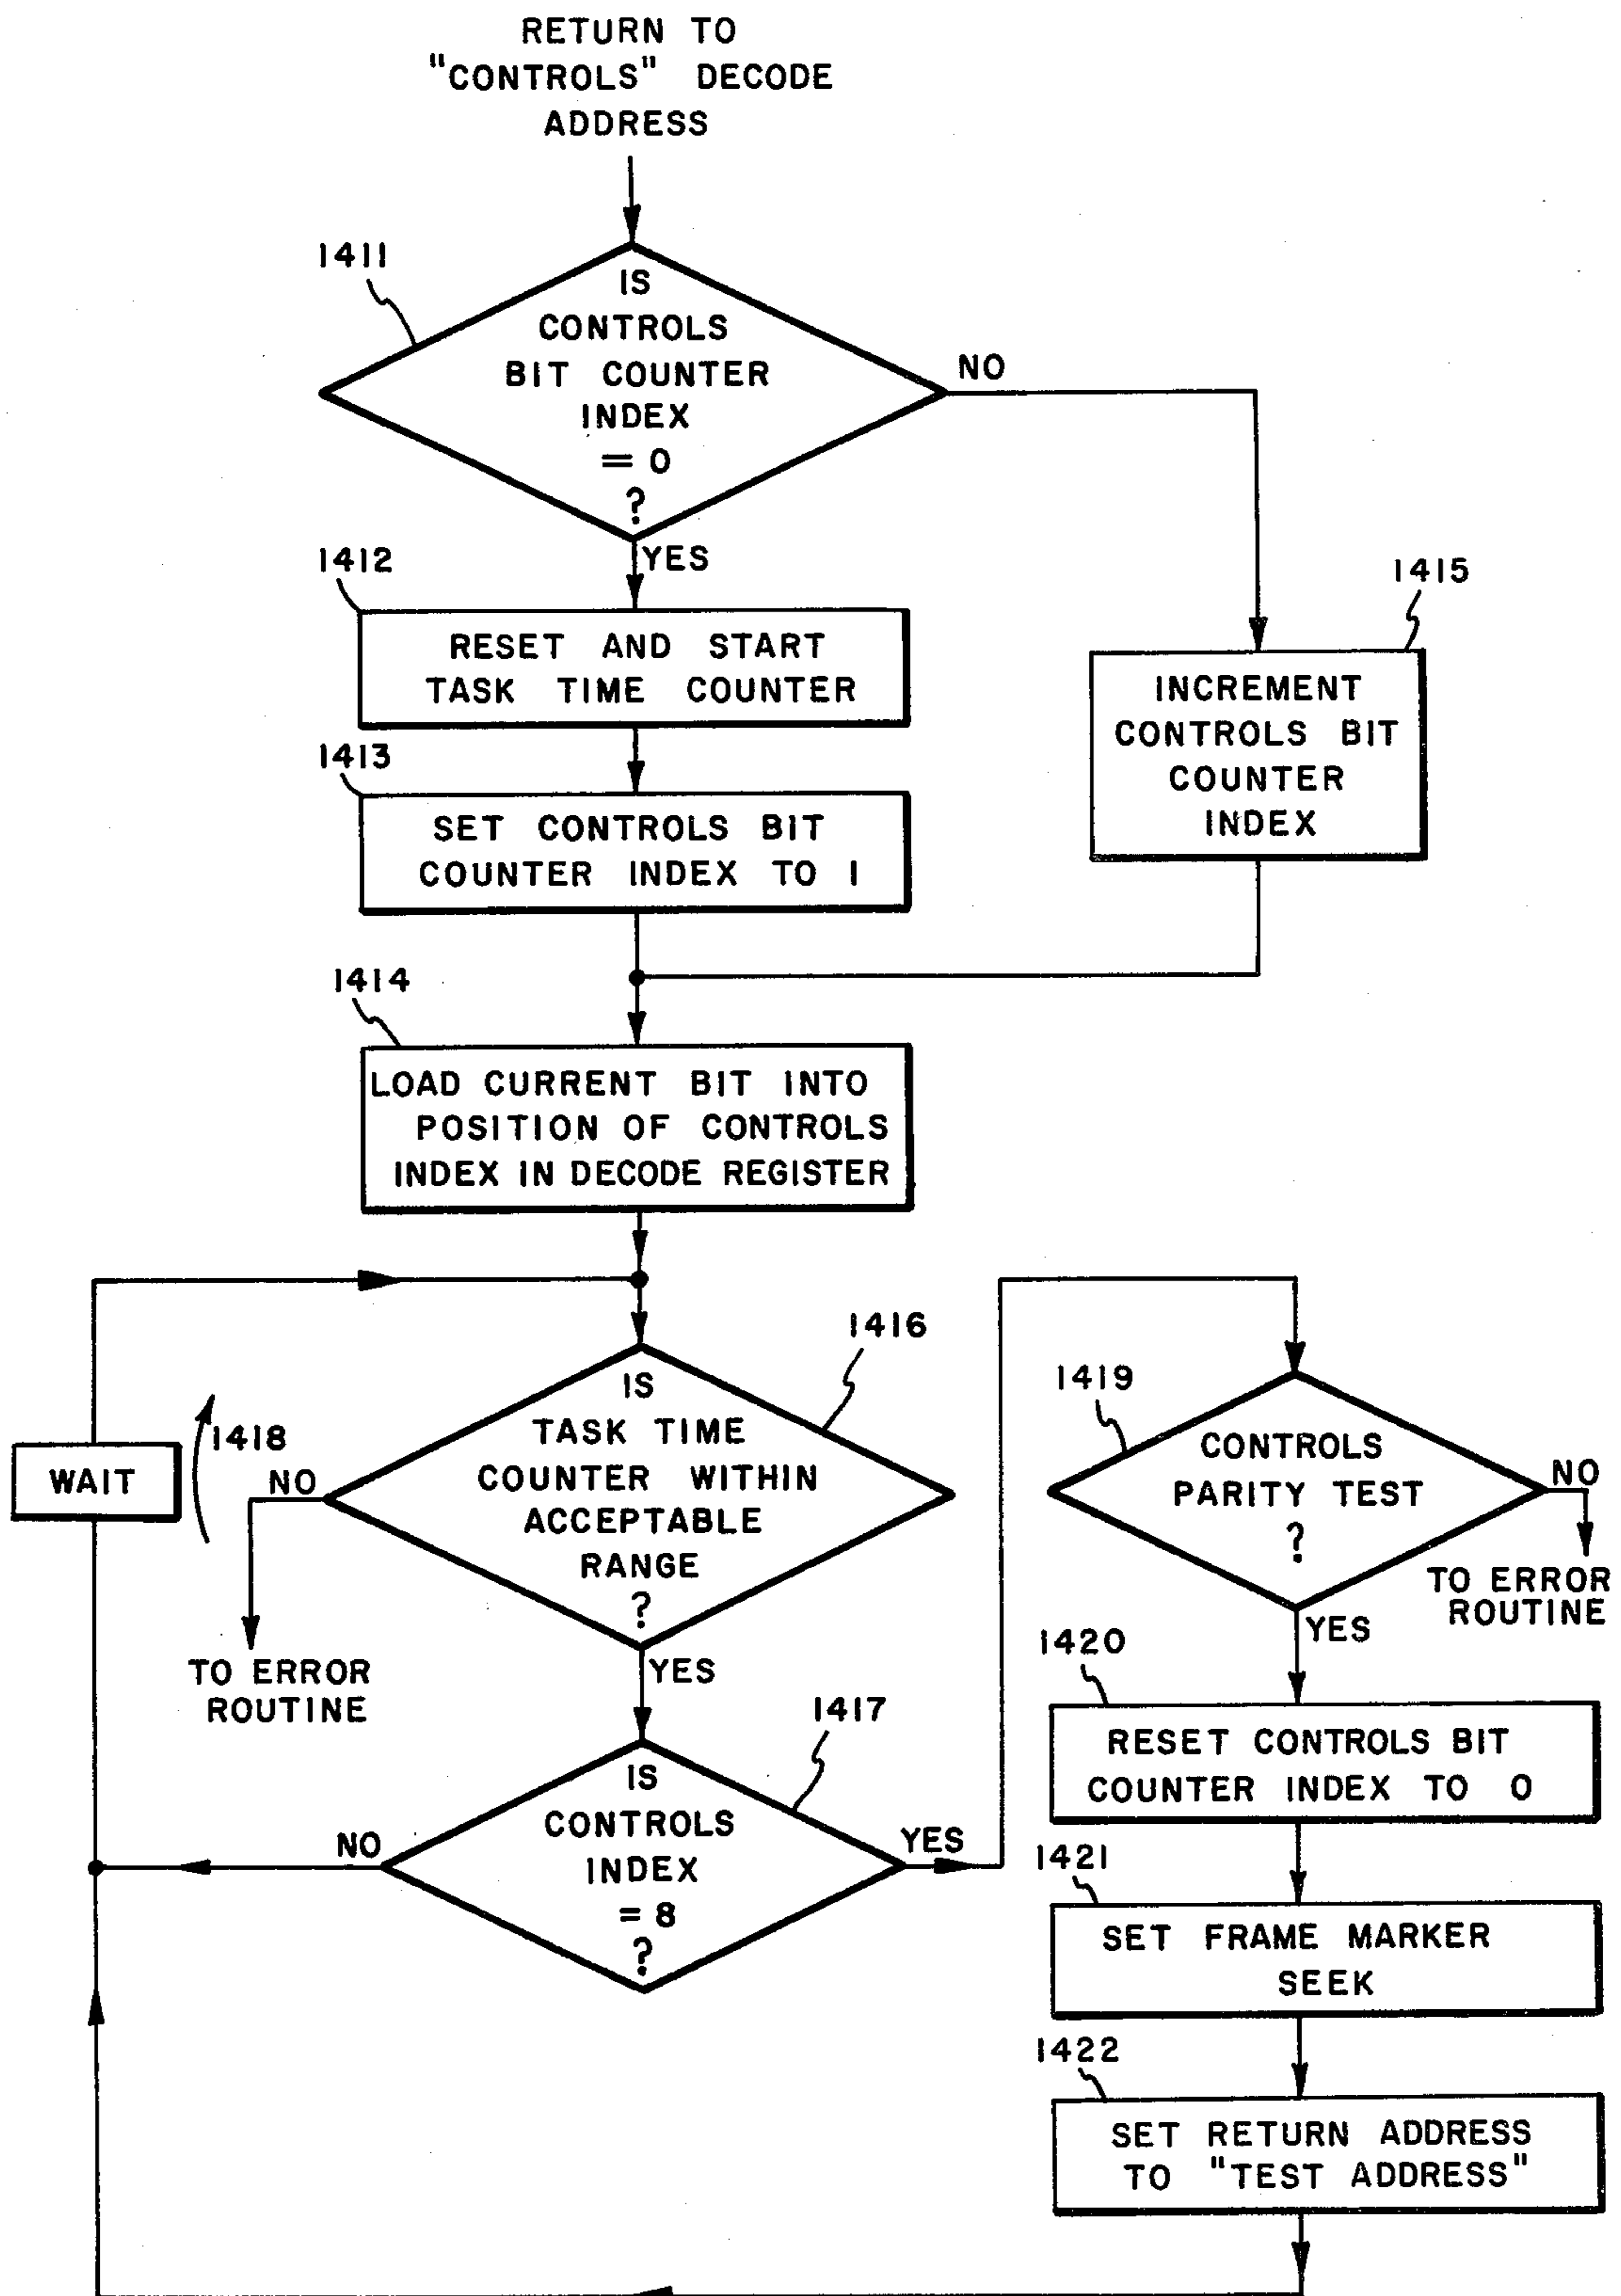 RETURN TO
"CONTROLS" DECODE
ADDRESS
1411
IS
CONTROLS
BIT COUNTER
INDEX
= 0
?
NO
YES
1412
RESET AND START
TASK TIME COUNTER
1415
INCREMENT
CONTROLS BIT
COUNTER
INDEX
1413
SET CONTROLS BIT
COUNTER INDEX TO 1
1414
LOAD CURRENT BIT INTO
POSITION OF CONTROLS
INDEX IN DECODE REGISTER
1416
IS
TASK TIME
COUNTER WITHIN
ACCEPTABLE
RANGE
?
1418
WAIT
NO
TO ERROR
ROUTINE
YES
1417
IS
CONTROLS
INDEX
= 8
?
NO
YES
1419
CONTROLS
PARITY TEST
?
NO
TO ERROR
ROUTINE
YES
1420
RESET CONTROLS BIT
COUNTER INDEX TO 0
1421
SET FRAME MARKER
SEEK
1422
SET RETURN ADDRESS
TO "TEST ADDRESS"